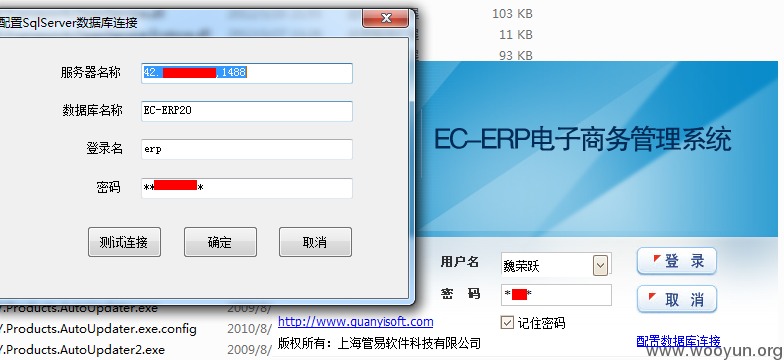 配置SqlServer数据库连接
服务器名称 42. ,1488
数据库名称 EC-ERP20
登录名 erp
密码 ** *
测试连接 确定 取消
103 KB
11 KB
93 KB
EC-ERP电子商务管理系统
用户名 魏荣跃 登 录
密 码 * * 取 消
记住密码
http://www.guanyisoft.com
配置数据库连接
版权所有：上海管易软件科技有限公司
.Products.AutoUpdater.exe 2009/8/
.Products.AutoUpdater.exe.config 2010/8/
.Products.AutoUpdater2.exe 2009/8/
www.wooyun.org